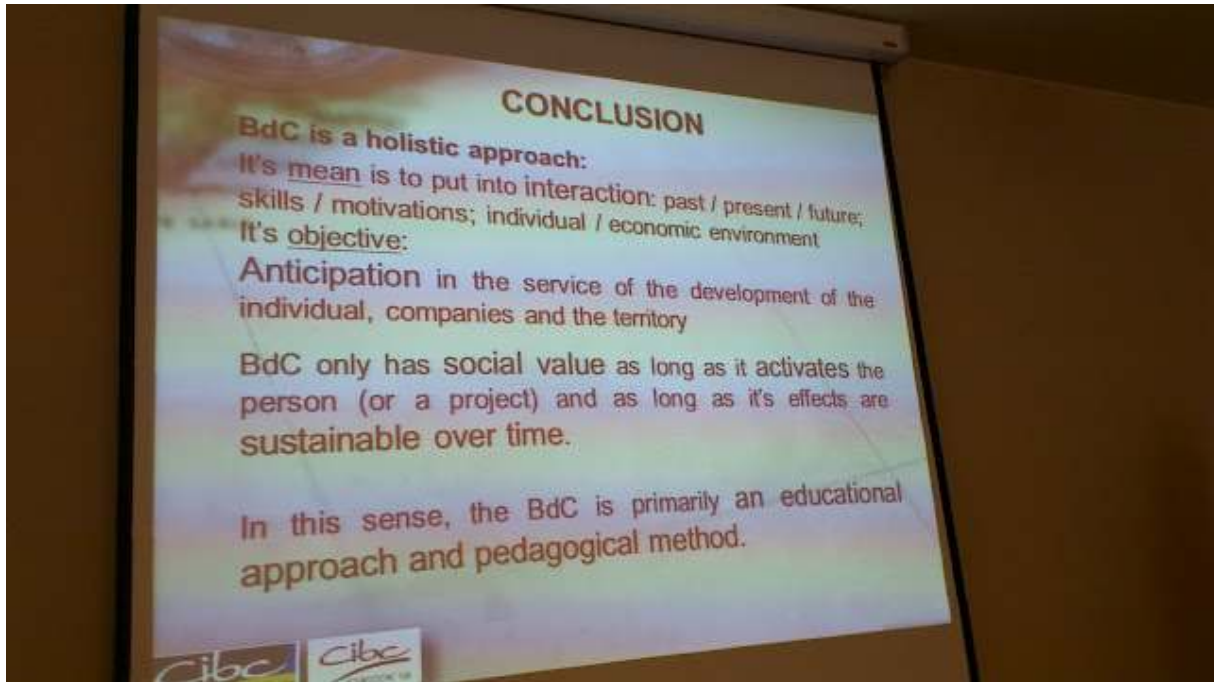 CONCLUSION
BdC is a holistic approach:
It's mean is to put into interaction: past / present / future;
skills / motivations; individual / economic environment
It's objective:
Anticipation in the service of the development of the
individual, companies and the territory
BdC only has social value as long as it activates the
person (or a project) and as long as it's effects are
sustainable over time.
In this sense, the BdC is primarily an educational
approach and pedagogical method.
cibc
cibc